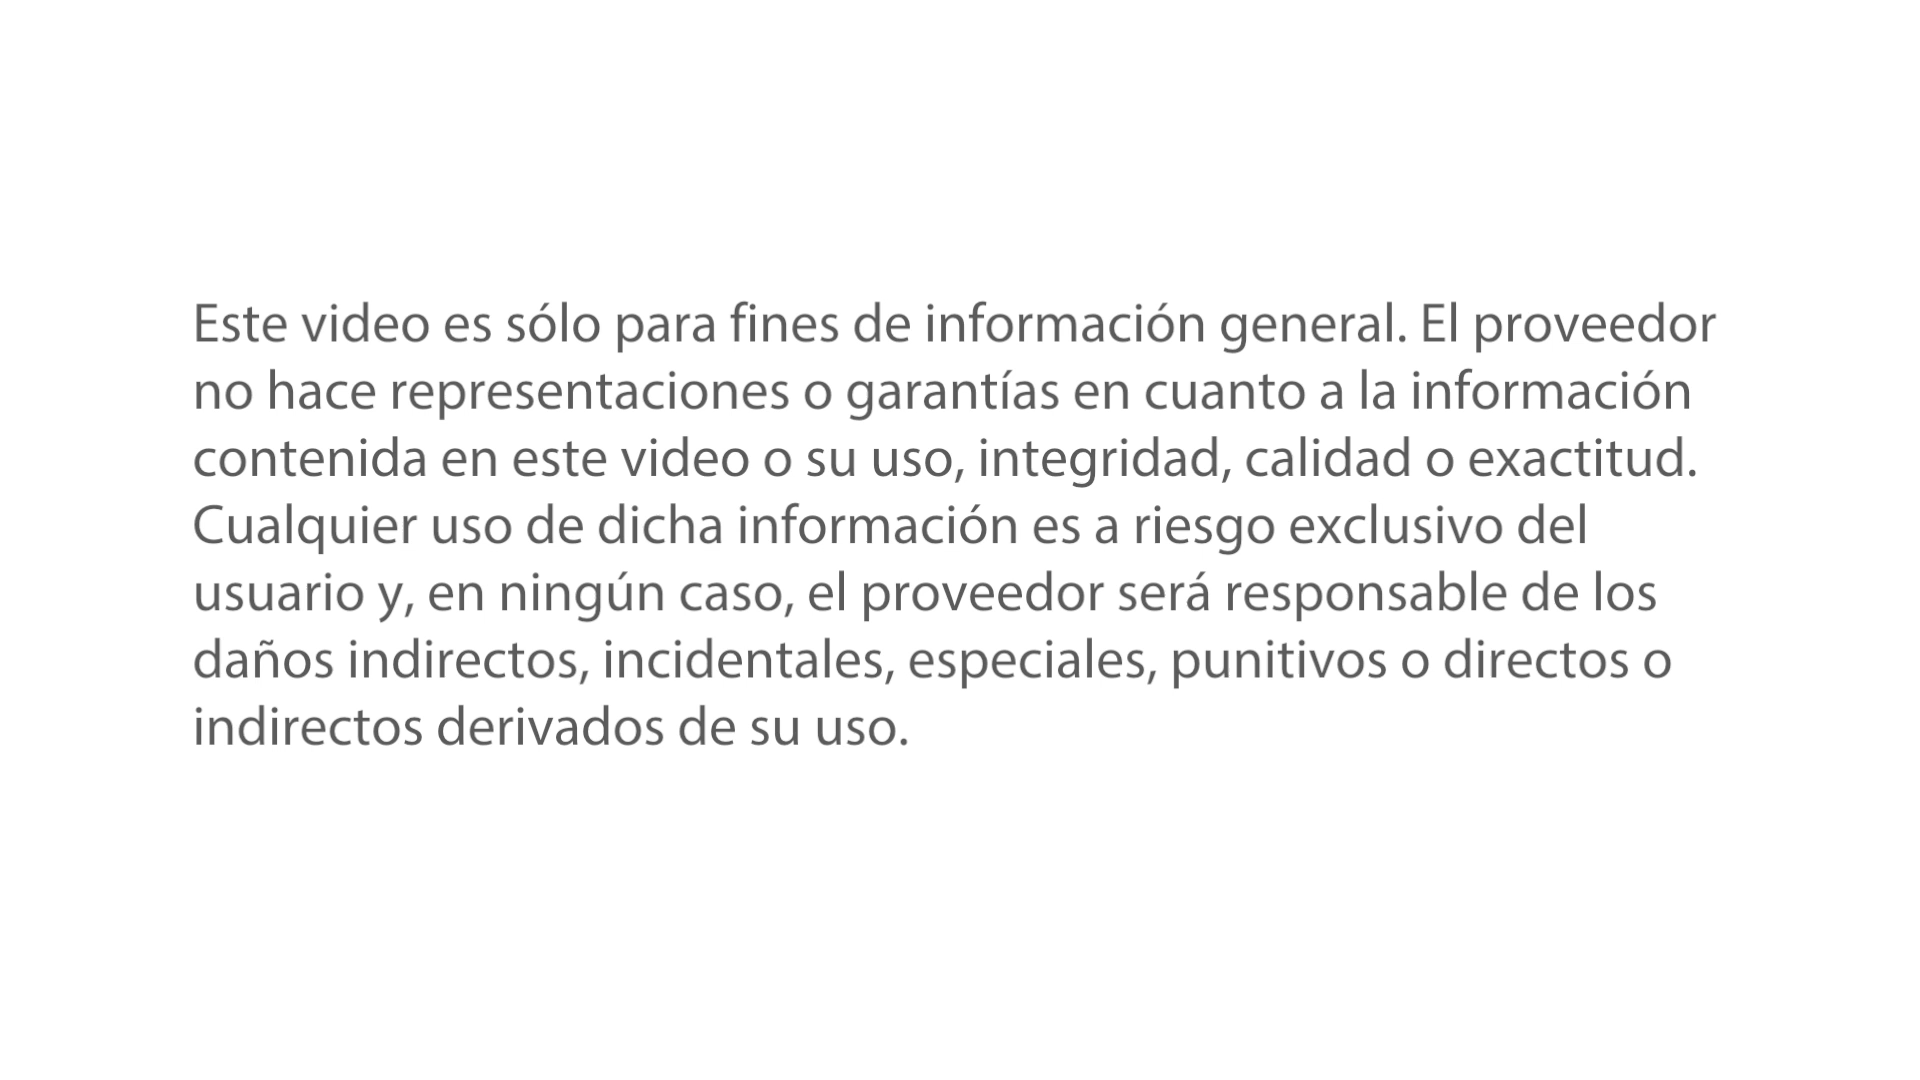 Este video es sólo para fines de información general. El proveedor
no hace representaciones o garantías en cuanto a la información
contenida en este video o su uso, integridad, calidad o exactitud.
Cualquier uso de dicha información es a riesgo exclusivo del
usuario y, en ningún caso, el proveedor será responsable de los
daños indirectos, incidentales, especiales, punitivos o directos o
indirectos derivados de su uso.